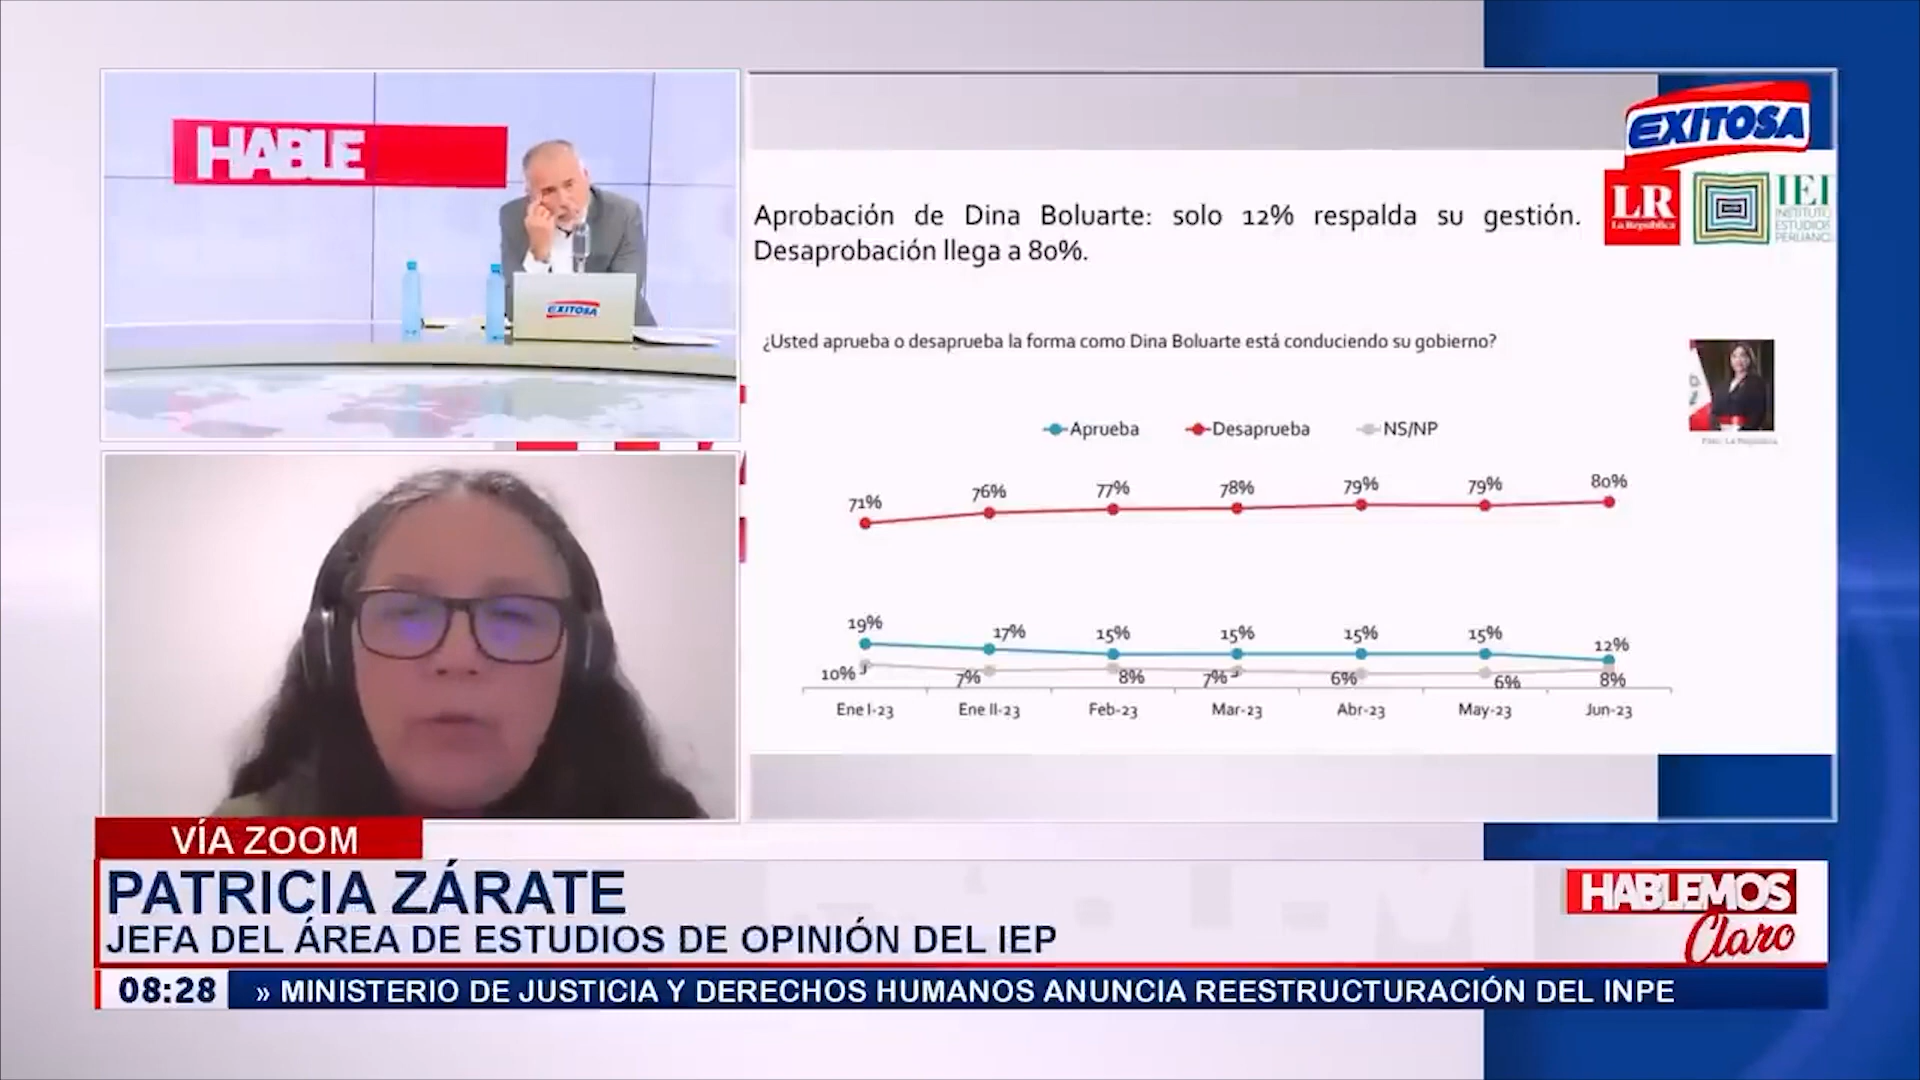 HABLE
EXITOSA
EXITOSA
LR
La República
IEP
INSTITUTO
ESTUDIOS
PERUANOS
Aprobación de Dina Boluarte: solo 12% respalda su gestión.
Desaprobación llega a 80%.
¿Usted aprueba o desaprueba la forma como Dina Boluarte está conduciendo su gobierno?
Foto: La República
Aprueba Desaprueba NS/NP
71% 76% 77% 78% 79% 79% 80%
19% 17% 15% 15% 15% 15% 12%
10% 7% 8% 7% 6% 6% 8%
Ene I-23 Ene II-23 Feb-23 Mar-23 Abr-23 May-23 Jun-23
VÍA ZOOM
PATRICIA ZÁRATE
JEFA DEL ÁREA DE ESTUDIOS DE OPINIÓN DEL IEP
HABLEMOS
Claro
08:28 » MINISTERIO DE JUSTICIA Y DERECHOS HUMANOS ANUNCIA REESTRUCTURACIÓN DEL INPE